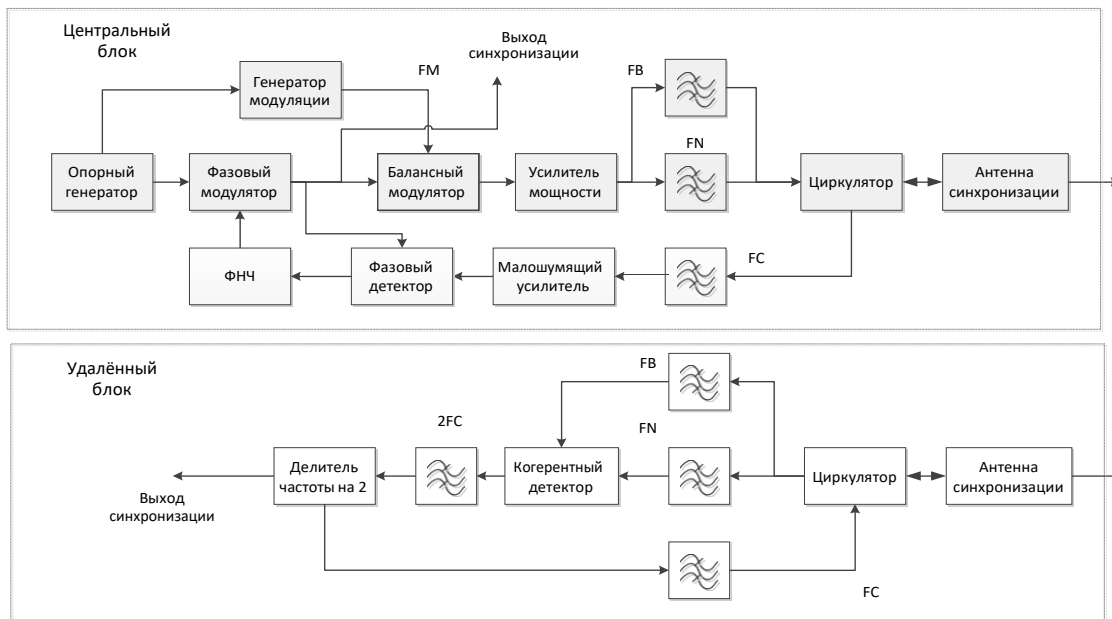 Центральный
блок
Выход
синхронизации
FM
FB
Генератор
модуляции
FN
Опорный
генератор
Фазовый
модулятор
Балансный
модулятор
Усилитель
мощности
Циркулятор
Антенна
синхронизации
ФНЧ
Фазовый
детектор
Малошумящий
усилитель
FC
Удалённый
блок
FB
2FC
FN
Делитель
частоты на 2
Когерентный
детектор
Циркулятор
Антенна
синхронизации
Выход
синхронизации
FC